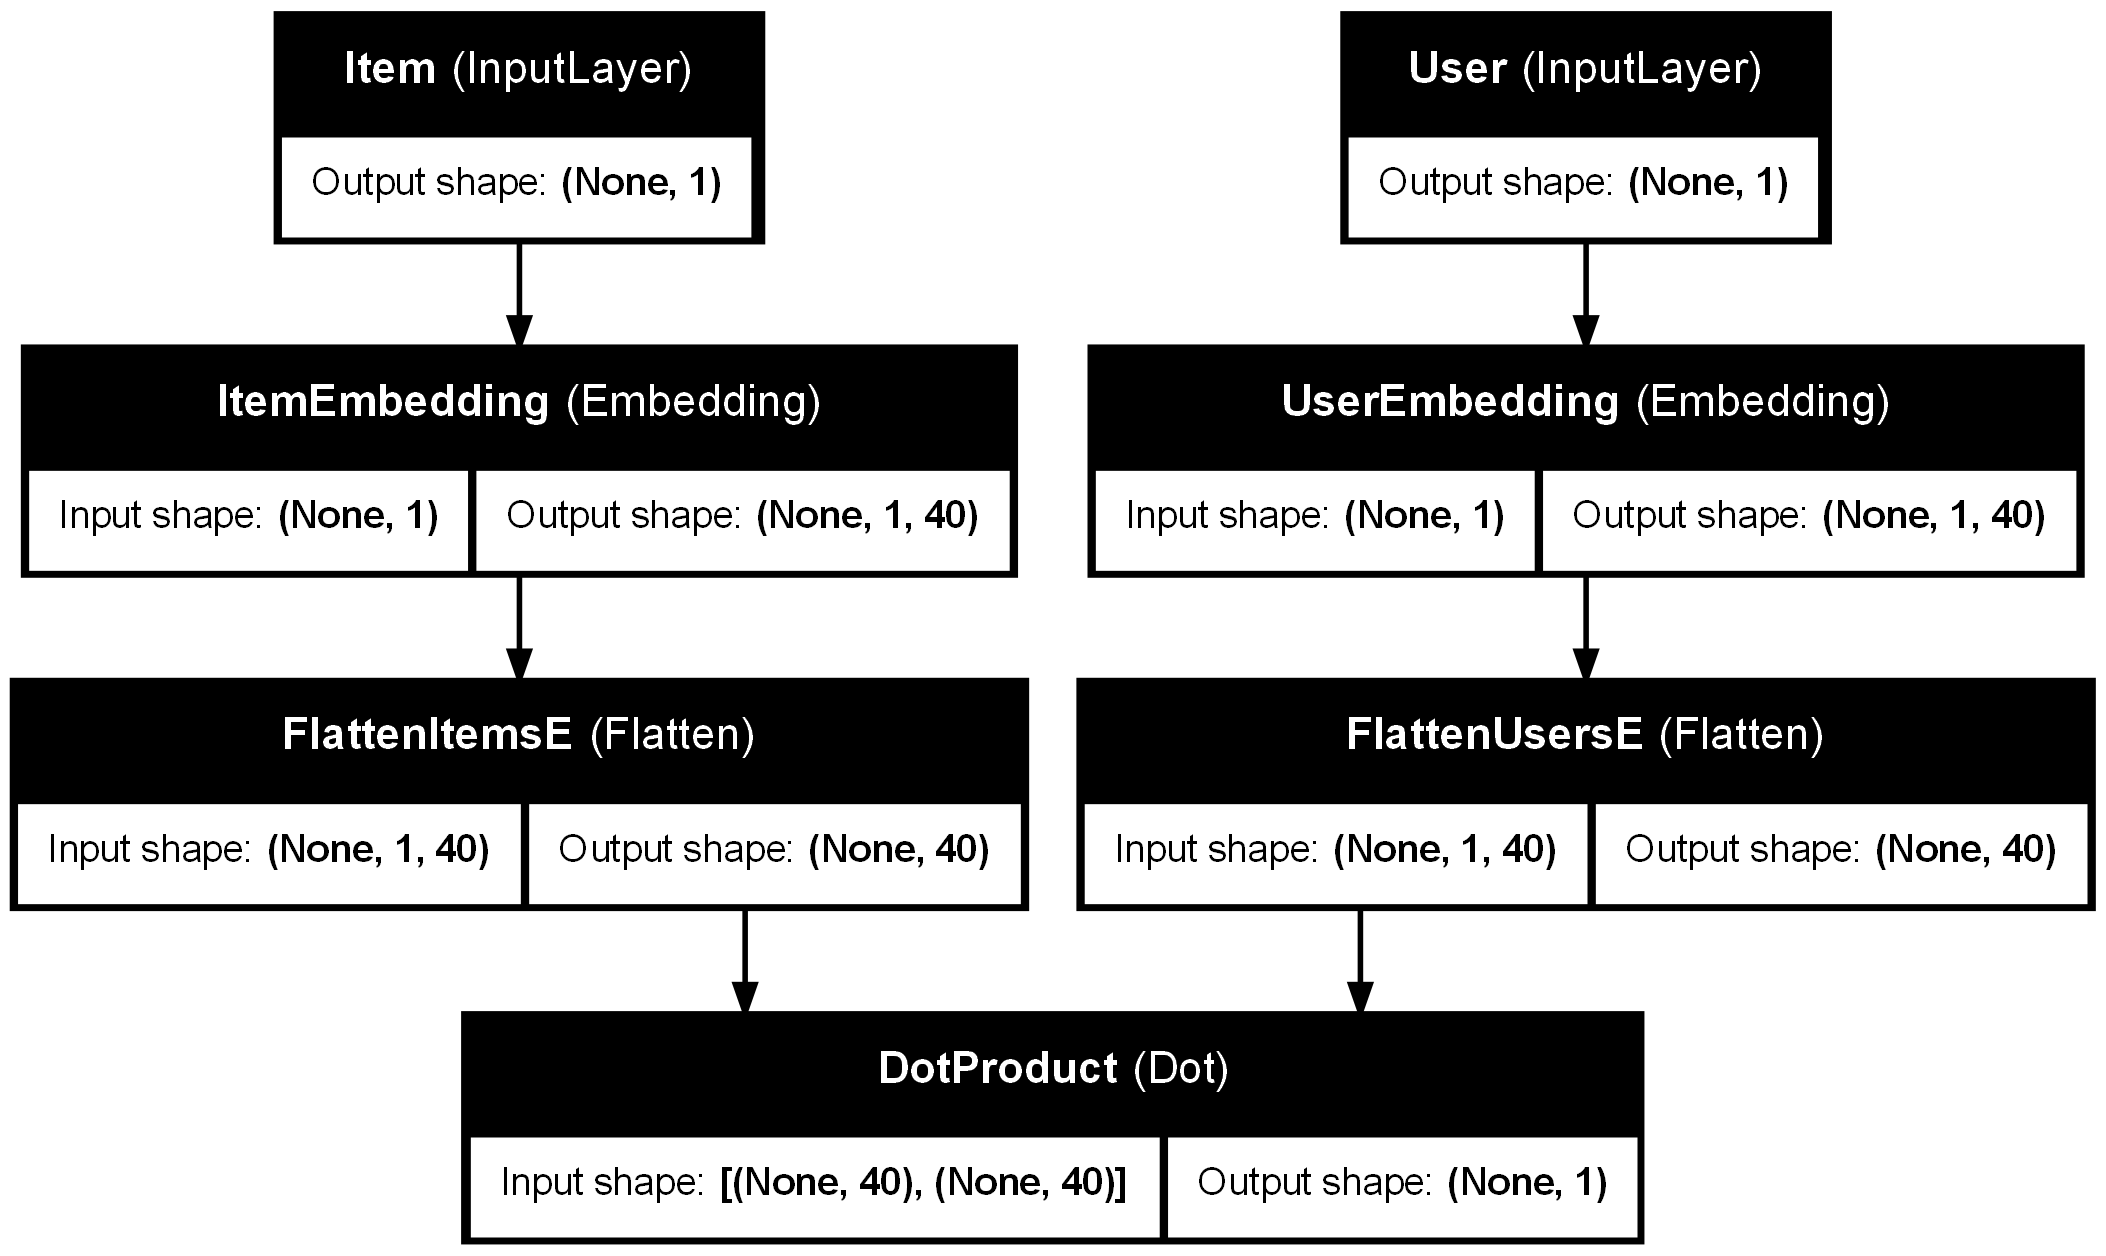 Item (InputLayer)
Output shape: (None, 1)
User (InputLayer)
Output shape: (None, 1)
ItemEmbedding (Embedding)
Input shape: (None, 1)
Output shape: (None, 1, 40)
UserEmbedding (Embedding)
Input shape: (None, 1)
Output shape: (None, 1, 40)
FlattenItemsE (Flatten)
Input shape: (None, 1, 40)
Output shape: (None, 40)
FlattenUsersE (Flatten)
Input shape: (None, 1, 40)
Output shape: (None, 40)
DotProduct (Dot)
Input shape: [(None, 40), (None, 40)]
Output shape: (None, 1)